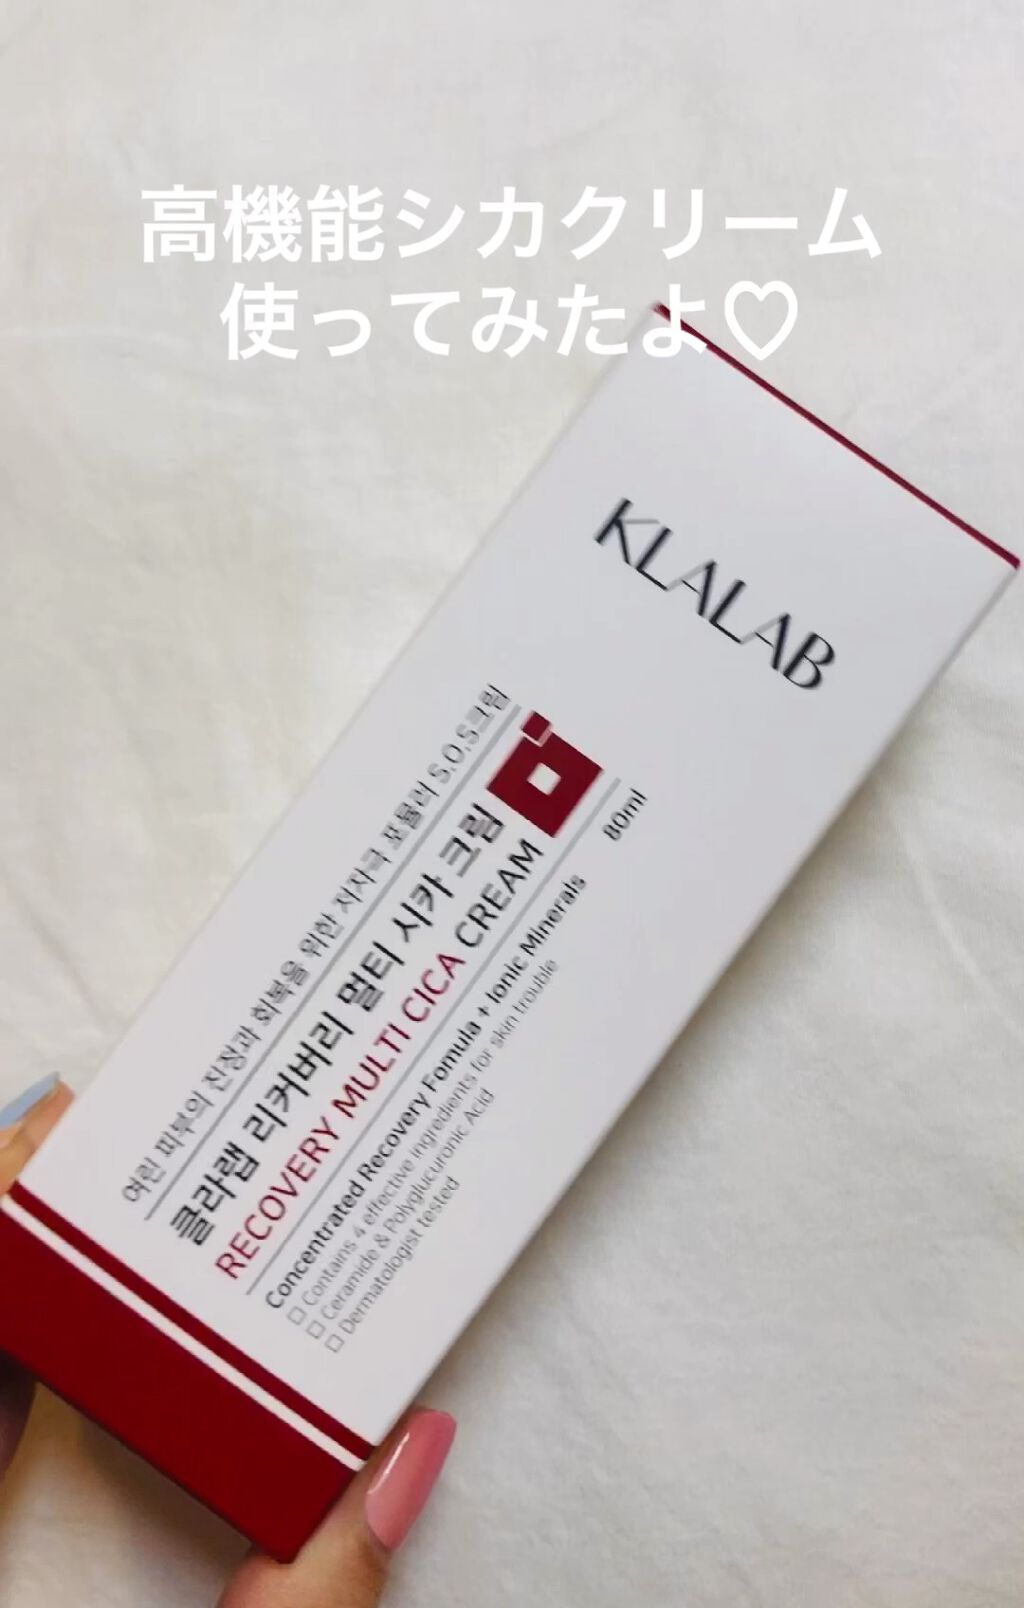 高機能シカクリーム
使ってみたよ♡
KLALAB
여린 피부의 진정과 회복을 위한 저자극 포뮬러 S.O.S크림
클라랩 리커버리 멀티 시카 크림
RECOVERY MULTI CICA CREAM
80ml
Concentrated Recovery Fomula + Ionic Minerals
□ Contains 4 effective ingredients for skin trouble
□ Ceramide & Polyglucuronic Acid
□ Dermatologist tested